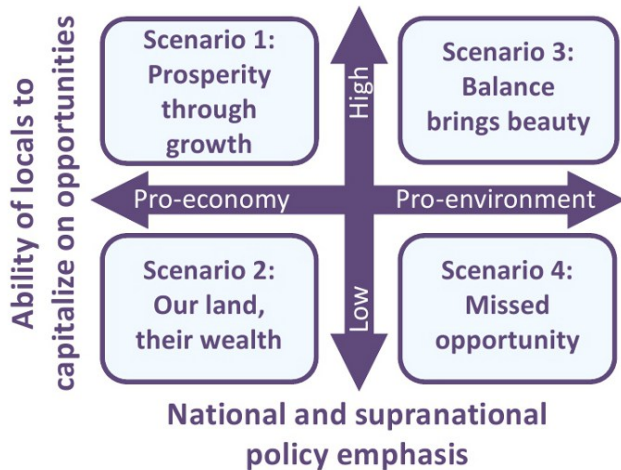 Ability of locals to
capitalize on opportunities
Scenario 1:
Prosperity
through
growth
High
Scenario 3:
Balance
brings beauty
Pro-economy
Pro-environment
Scenario 2:
Our land,
their wealth
Low
Scenario 4:
Missed
opportunity
National and supranational
policy emphasis